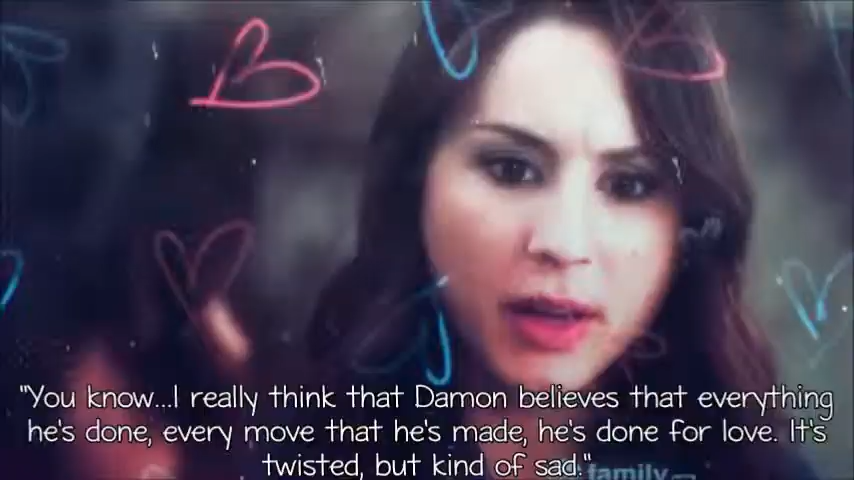 "You know...I really think that Damon believes that everything
he's done, every move that he's made, he's done for love. It's
twisted, but kind of sad."
family